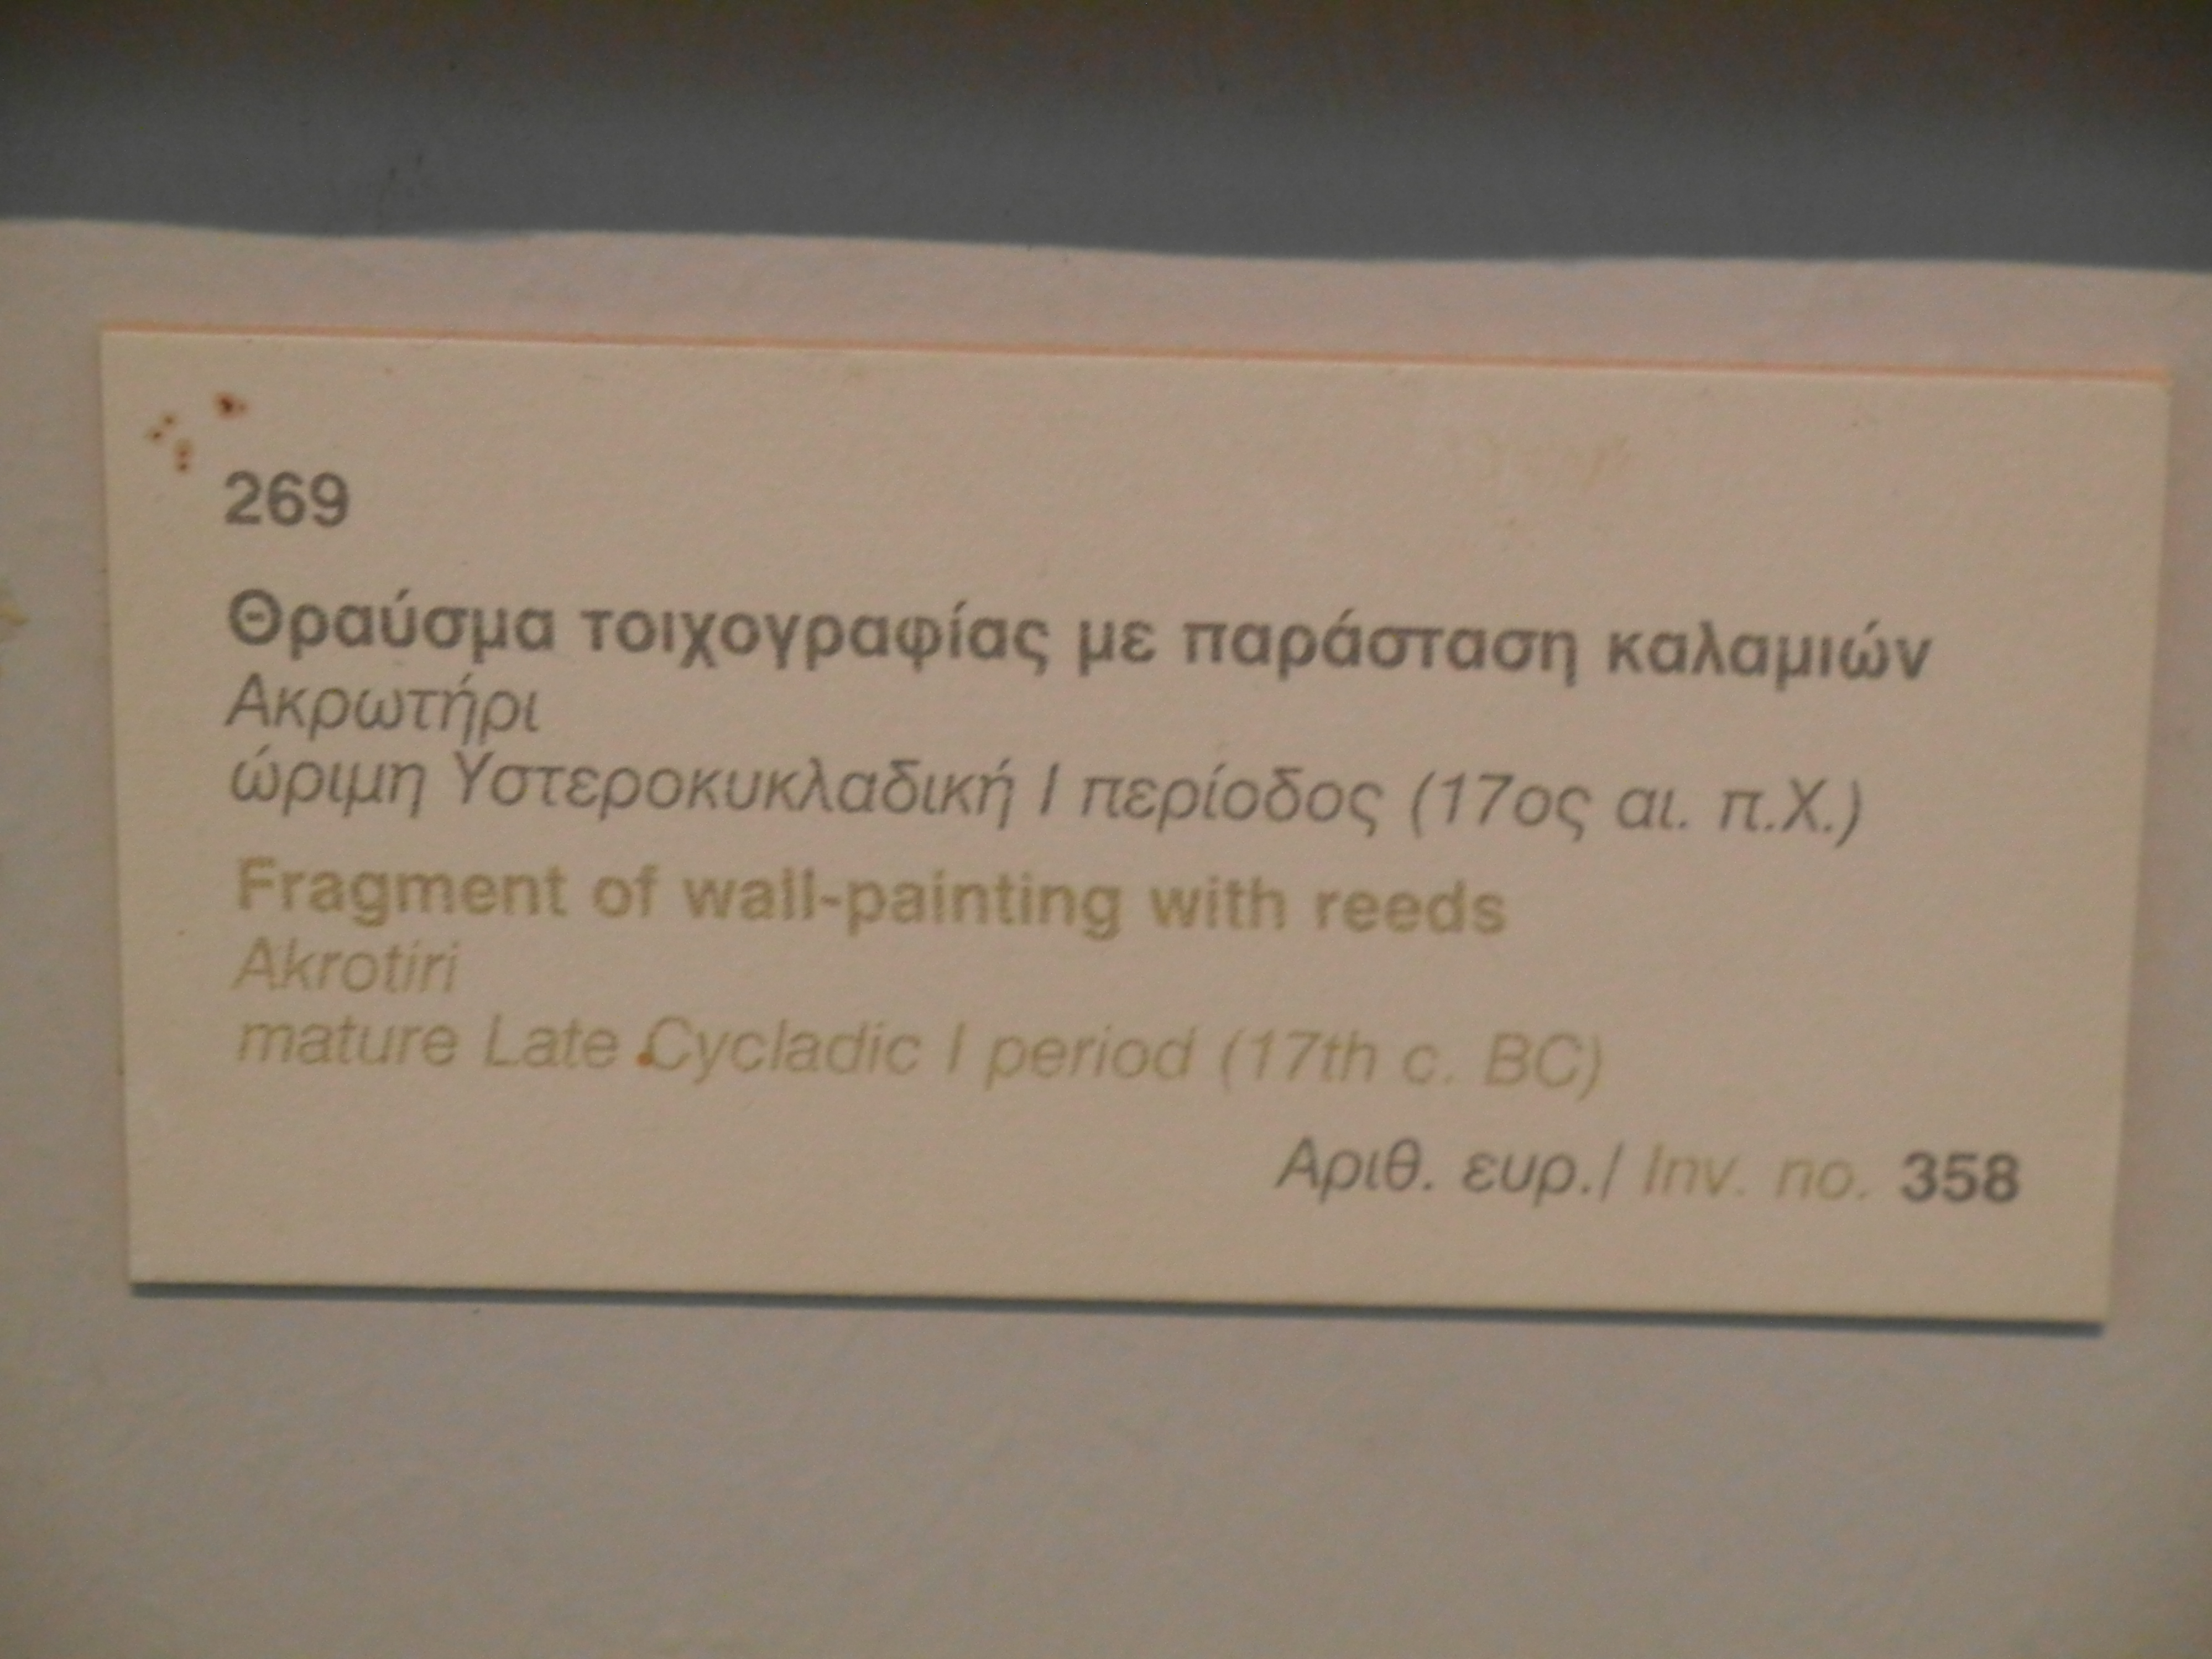 269
Θραύσμα τοιχογραφίας με παράσταση καλαμιών
Ακρωτήρι
ώριμη Υστεροκυκλαδική Ι περίοδος (17ος αι. π.Χ.)
Fragment of wall-painting with reeds
Akrotiri
mature Late Cycladic I period (17th c. BC)
Αριθ. ευρ./ Inv. no. 358